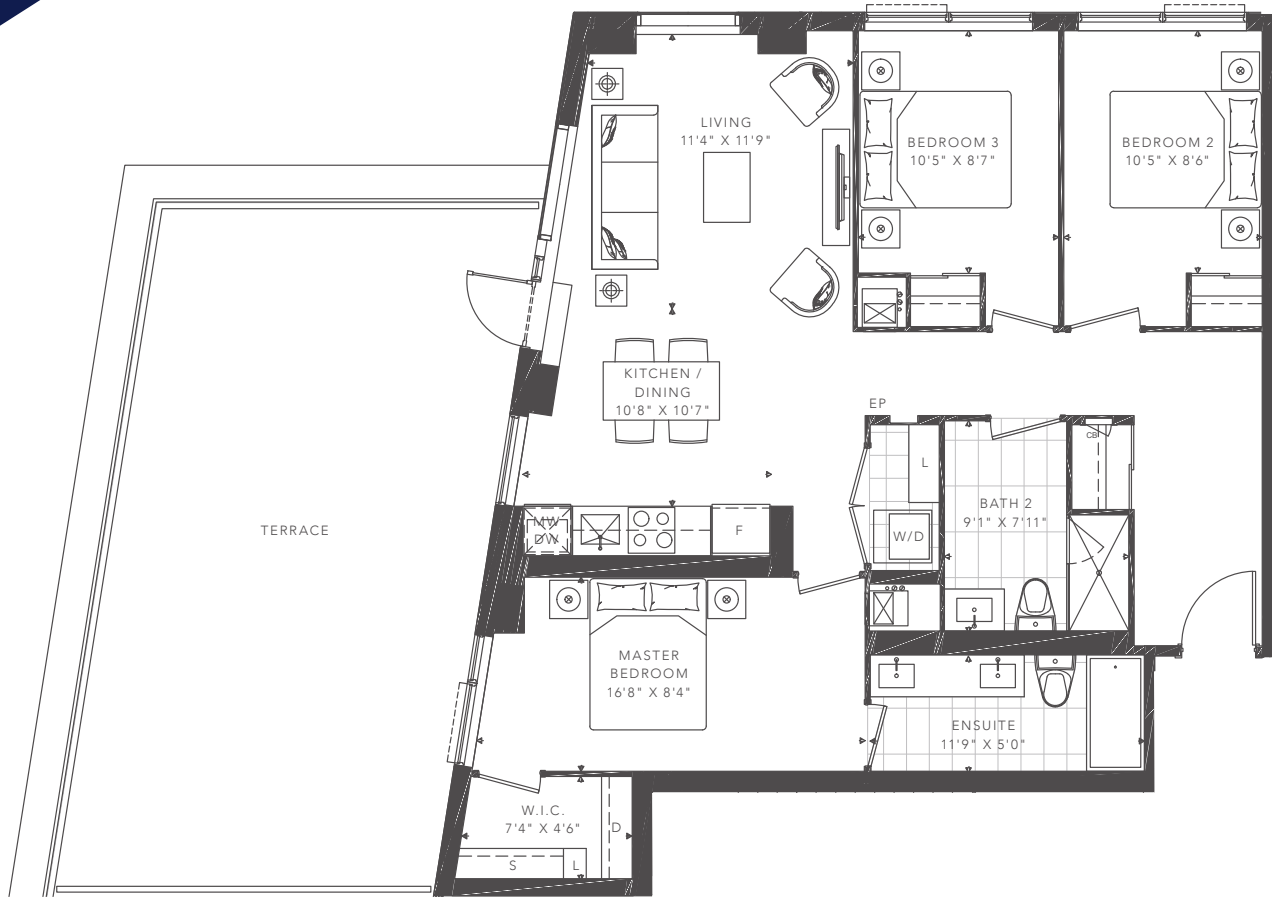 LIVING
11'4" X 11'9"
BEDROOM 3
10'5" X 8'7"
BEDROOM 2
10'5" X 8'6"
KITCHEN /
DINING
10'8" X 10'7"
EP
CB
L
BATH 2
9'1" X 7'11"
W/D
TERRACE
MW
DW
F
MASTER
BEDROOM
16'8" X 8'4"
ENSUITE
11'9" X 5'0"
W.I.C.
7'4" X 4'6"
D
S
L